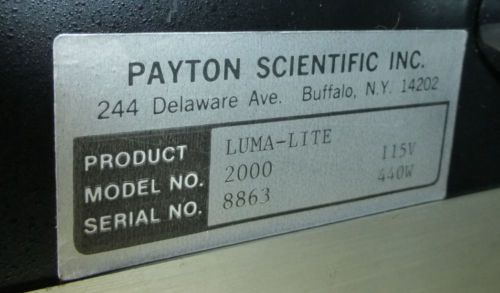 PAYTON SCIENTIFIC INC.
244 Delaware Ave. Buffalo, N.Y. 14202
PRODUCT LUMA-LITE
MODEL NO. 2000 115V
SERIAL NO. 8863 440W